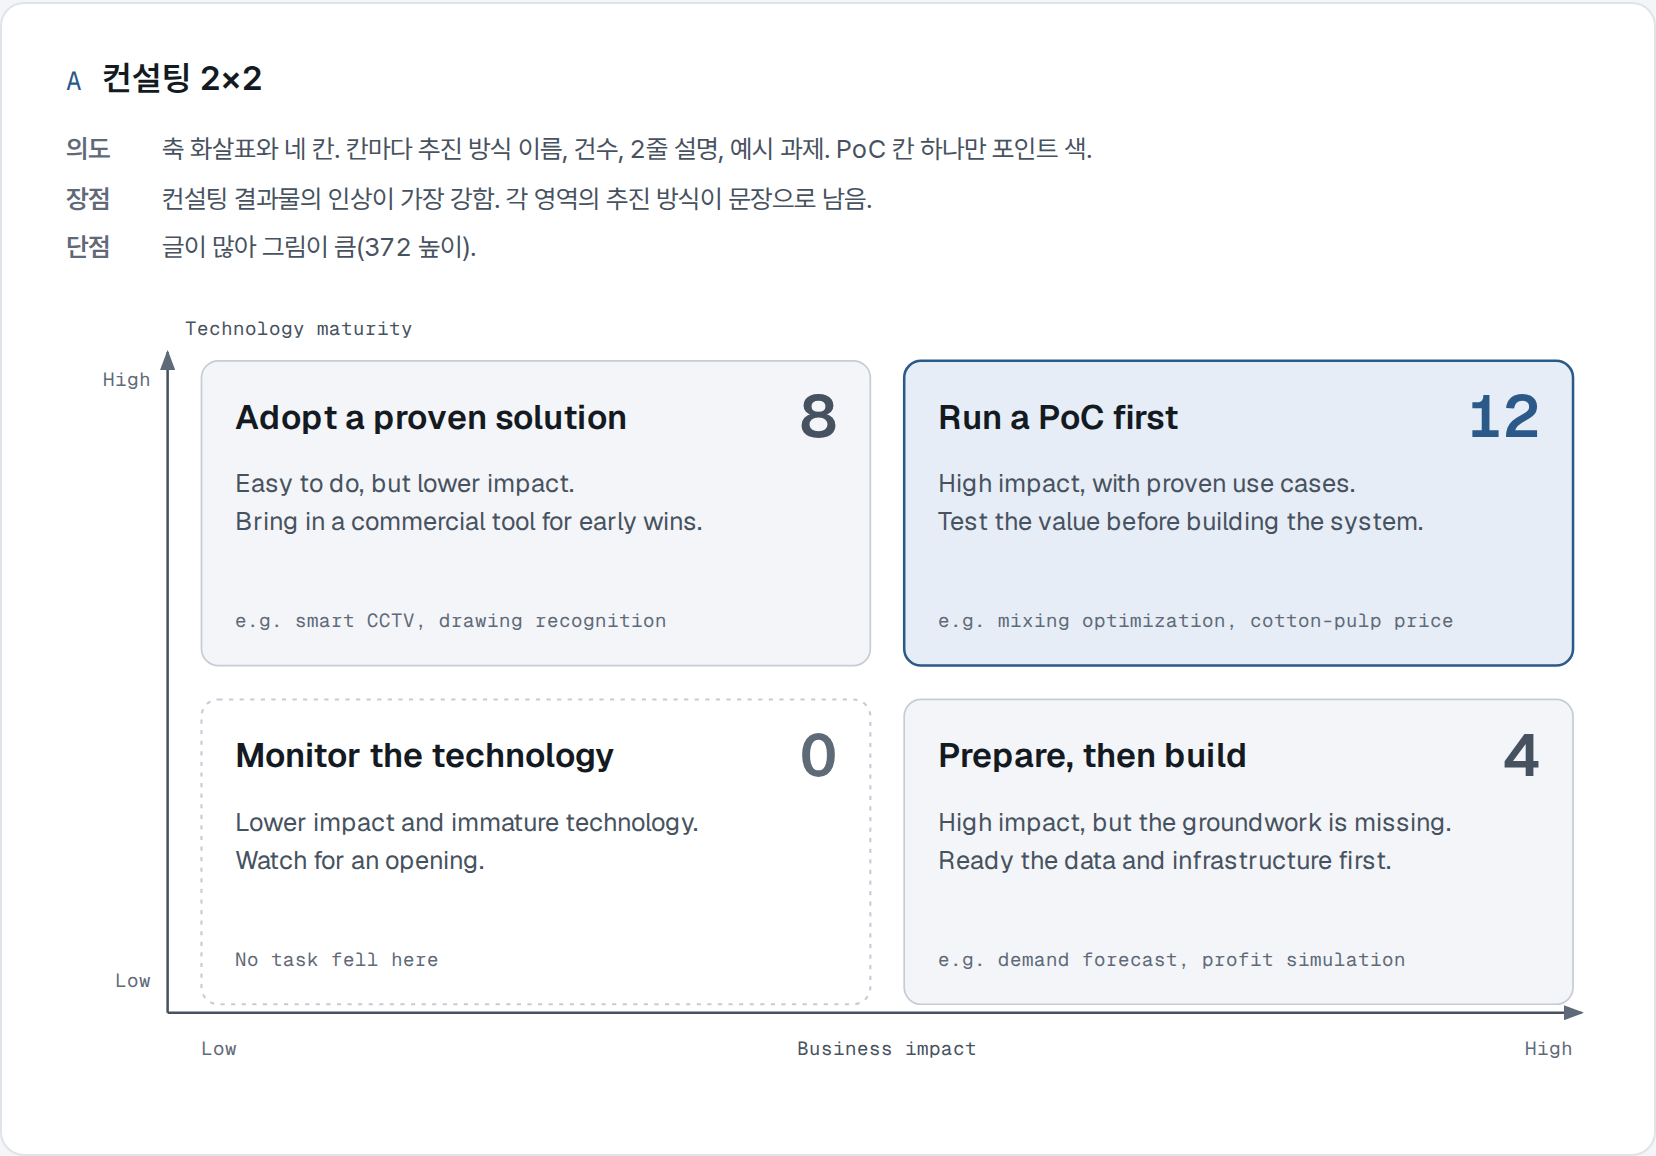 A 컨설팅 2×2
의도 축 화살표와 네 칸. 칸마다 추진 방식 이름, 건수, 2줄 설명, 예시 과제. PoC 칸 하나만 포인트 색.
장점 컨설팅 결과물의 인상이 가장 강함. 각 영역의 추진 방식이 문장으로 남음.
단점 글이 많아 그림이 큼(372 높이).
Technology maturity
High
Adopt a proven solution 8
Easy to do, but lower impact.
Bring in a commercial tool for early wins.
e.g. smart CCTV, drawing recognition
Run a PoC first 12
High impact, with proven use cases.
Test the value before building the system.
e.g. mixing optimization, cotton-pulp price
Monitor the technology 0
Lower impact and immature technology.
Watch for an opening.
No task fell here
Prepare, then build 4
High impact, but the groundwork is missing.
Ready the data and infrastructure first.
e.g. demand forecast, profit simulation
Low
Low Business impact High